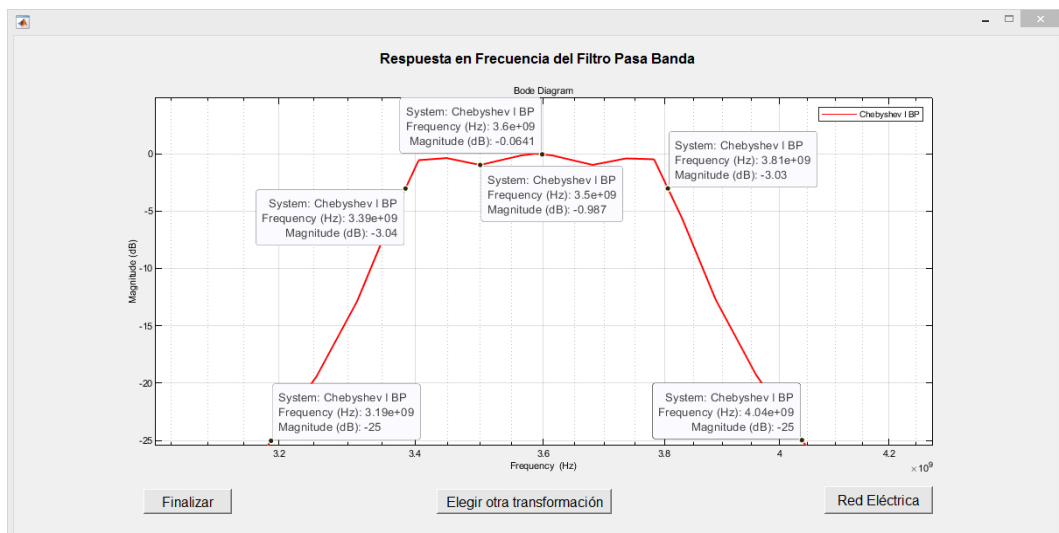 Respuesta en Frecuencia del Filtro Pasa Banda
Bode Diagram
Chebyshev I BP
System: Chebyshev I BP
Frequency (Hz): 3.6e+09
Magnitude (dB): -0.0641
System: Chebyshev I BP
Frequency (Hz): 3.81e+09
Magnitude (dB): -3.03
System: Chebyshev I BP
Frequency (Hz): 3.5e+09
Magnitude (dB): -0.987
System: Chebyshev I BP
Frequency (Hz): 3.39e+09
Magnitude (dB): -3.04
System: Chebyshev I BP
Frequency (Hz): 3.19e+09
Magnitude (dB): -25
System: Chebyshev I BP
Frequency (Hz): 4.04e+09
Magnitude (dB): -25
Magnitude (dB)
0
-5
-10
-15
-20
-25
3.2
3.4
3.6
3.8
4
4.2
× 10^9
Frequency (Hz)
Finalizar
Elegir otra transformación
Red Eléctrica